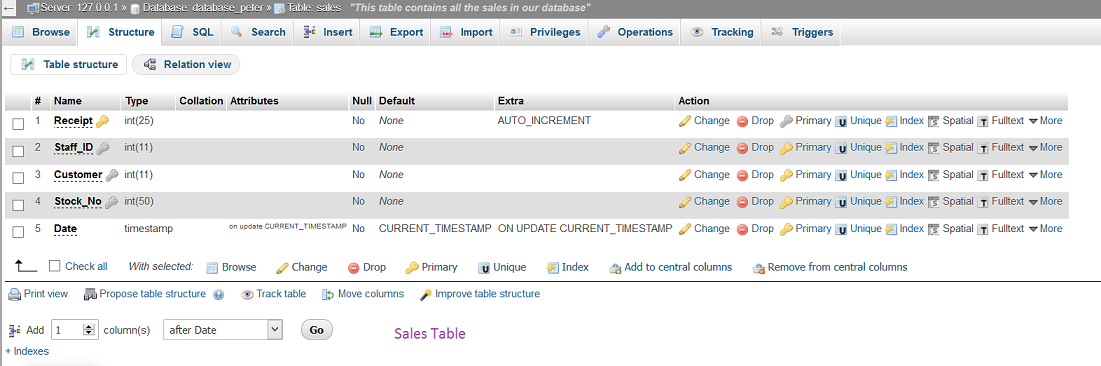 Server: 127.0.0.1 » Database: database_peter » Table: sales "This table contains all the sales in our database"
Browse Structure SQL Search Insert Export Import Privileges Operations Tracking Triggers
Table structure Relation view
# Name Type Collation Attributes Null Default Extra Action
1 Receipt int(25) No None AUTO_INCREMENT Change Drop Primary Unique Index Spatial Fulltext More
2 Staff_ID int(11) No None Change Drop Primary Unique Index Spatial Fulltext More
3 Customer int(11) No None Change Drop Primary Unique Index Spatial Fulltext More
4 Stock_No int(50) No None Change Drop Primary Unique Index Spatial Fulltext More
5 Date timestamp on update CURRENT_TIMESTAMP No CURRENT_TIMESTAMP ON UPDATE CURRENT_TIMESTAMP Change Drop Primary Unique Index Spatial Fulltext More
Check all With selected: Browse Change Drop Primary Unique Index Add to central columns Remove from central columns
Print view Propose table structure Track table Move columns Improve table structure
Add 1 column(s) after Date Go Sales Table
+ Indexes